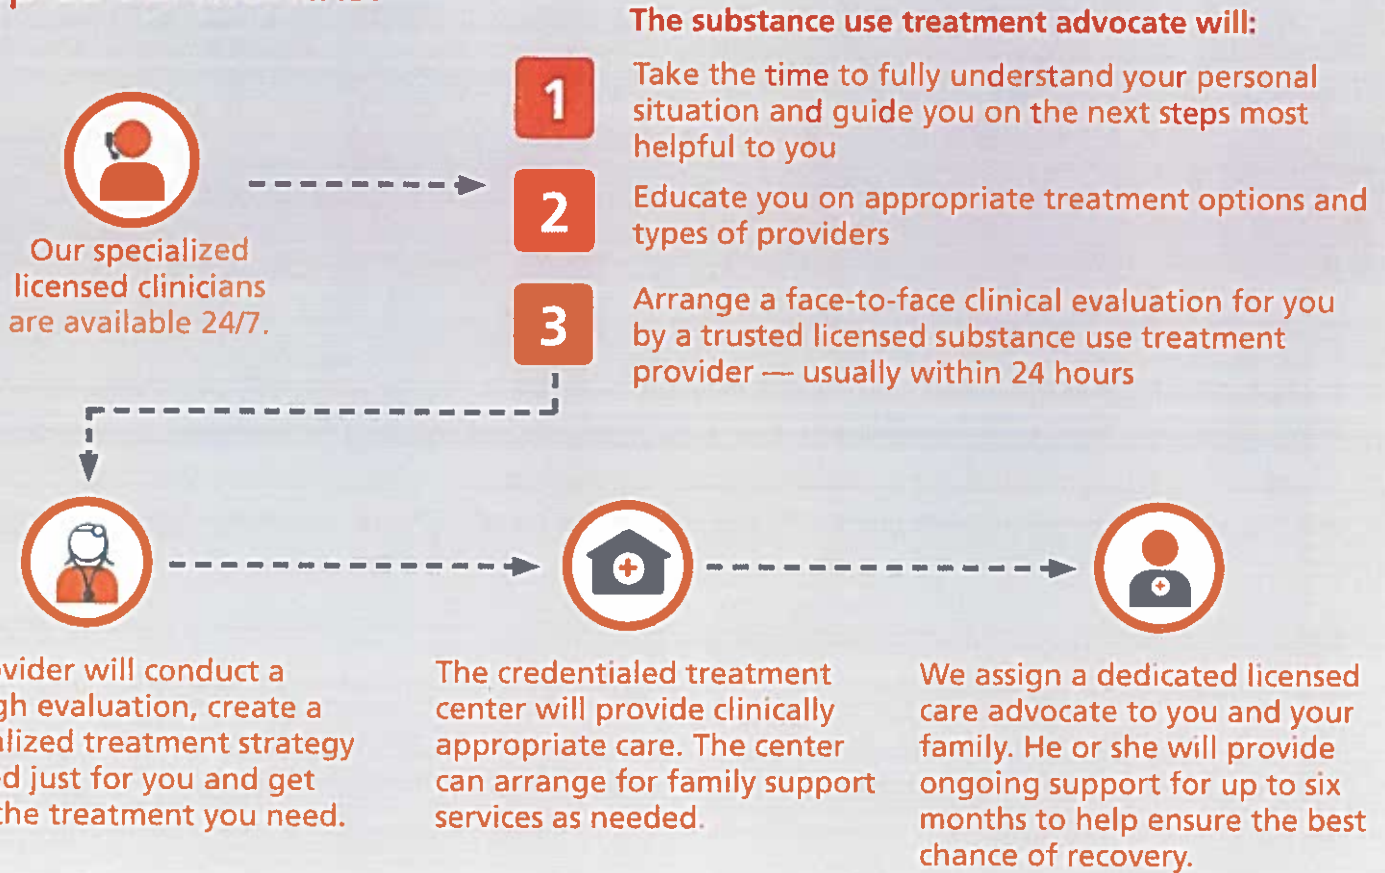 The substance use treatment advocate will:
1
Take the time to fully understand your personal
situation and guide you on the next steps most
helpful to you
2
Educate you on appropriate treatment options and
types of providers
3
Arrange a face-to-face clinical evaluation for you
by a trusted licensed substance use treatment
provider — usually within 24 hours
Our specialized
licensed clinicians
are available 24/7.
will conduct a
evaluation, create a
treatment strategy
just for you and get
the treatment you need.
The credentialed treatment
center will provide clinically
appropriate care. The center
can arrange for family support
services as needed.
We assign a dedicated licensed
care advocate to you and your
family. He or she will provide
ongoing support for up to six
months to help ensure the best
chance of recovery.